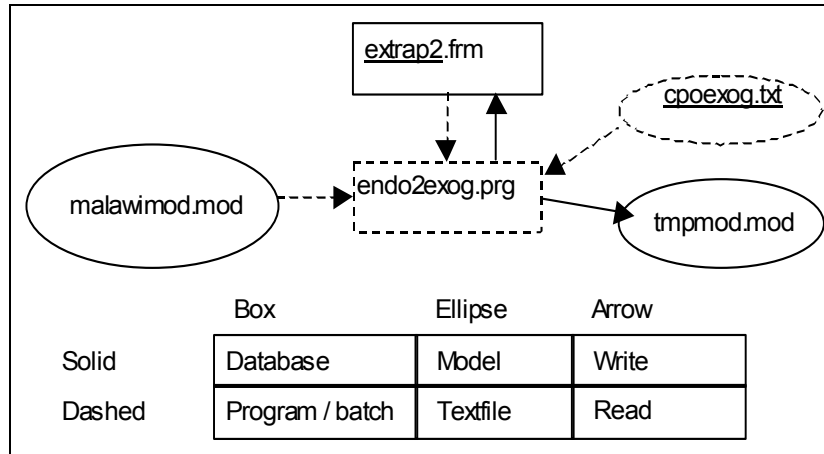 extrap2.frm
cpoexog.txt
malawimod.mod
endo2exog.prg
tmpmod.mod
Box Ellipse Arrow
Solid Database Model Write
Dashed Program / batch Textfile Read